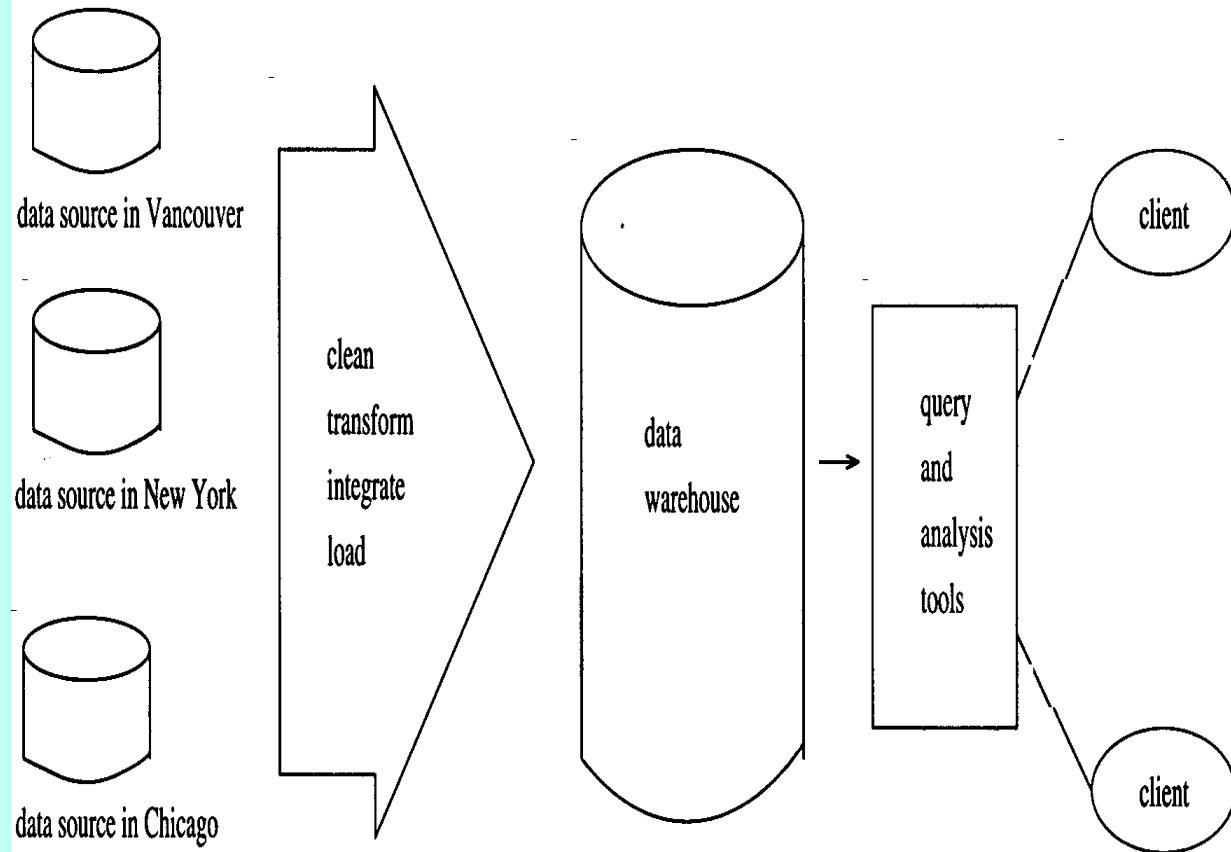 data source in Vancouver
data source in New York
data source in Chicago
clean
transform
integrate
load
data
warehouse
query
and
analysis
tools
client
client